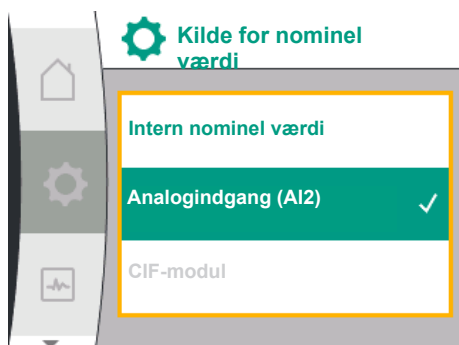 Kilde for nominel
værdi
Intern nominel værdi
Analogindgang (AI2)
CIF-modul